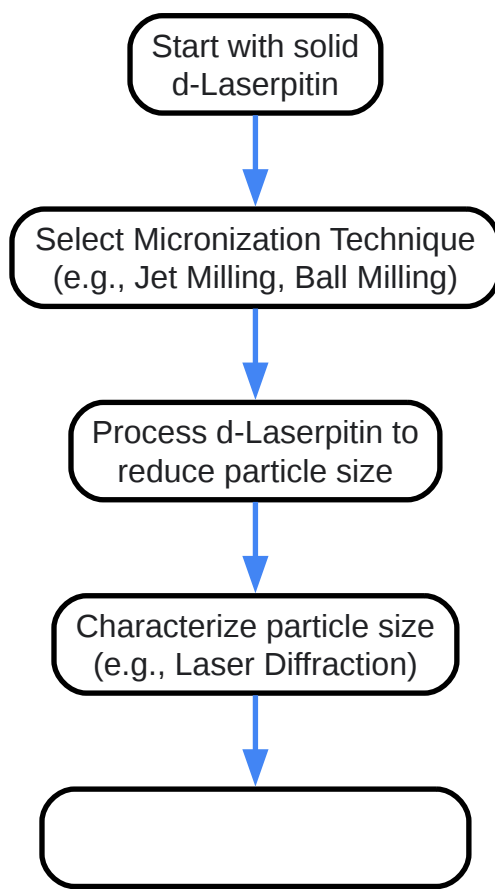 Start with solid
d-Laserpitin
Select Micronization Technique
(e.g., Jet Milling, Ball Milling)
Process d-Laserpitin to
reduce particle size
Characterize particle size
(e.g., Laser Diffraction)